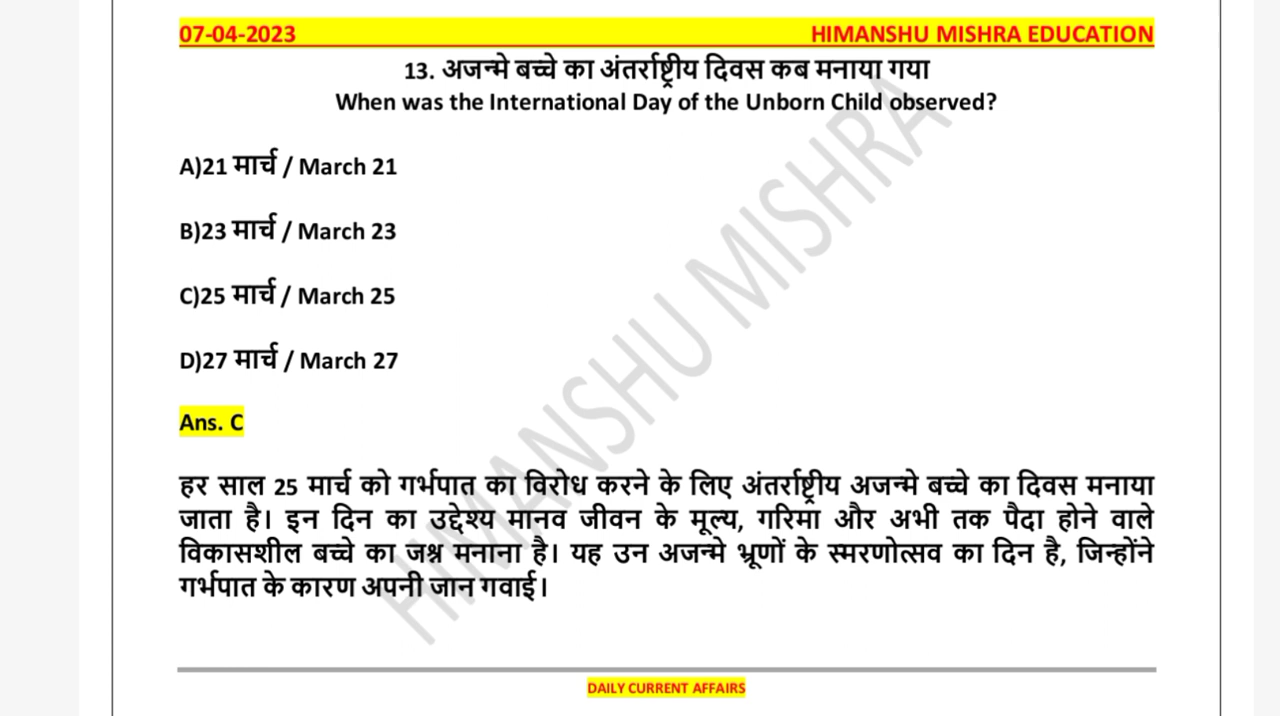 07-04-2023 HIMANSHU MISHRA EDUCATION
13. अजन्मे बच्चे का अंतर्राष्ट्रीय दिवस कब मनाया गया
When was the International Day of the Unborn Child observed?
A)21 मार्च / March 21
B)23 मार्च / March 23
C)25 मार्च / March 25
D)27 मार्च / March 27
Ans. C
हर साल 25 मार्च को गर्भपात का विरोध करने के लिए अंतर्राष्ट्रीय अजन्मे बच्चे का दिवस मनाया
जाता है। इन दिन का उद्देश्य मानव जीवन के मूल्य, गरिमा और अभी तक पैदा होने वाले
विकासशील बच्चे का जश्न मनाना है। यह उन अजन्मे भ्रूणों के स्मरणोत्सव का दिन है, जिन्होंने
गर्भपात के कारण अपनी जान गवाई।
HIMANSHU MISHRA
DAILY CURRENT AFFAIRS